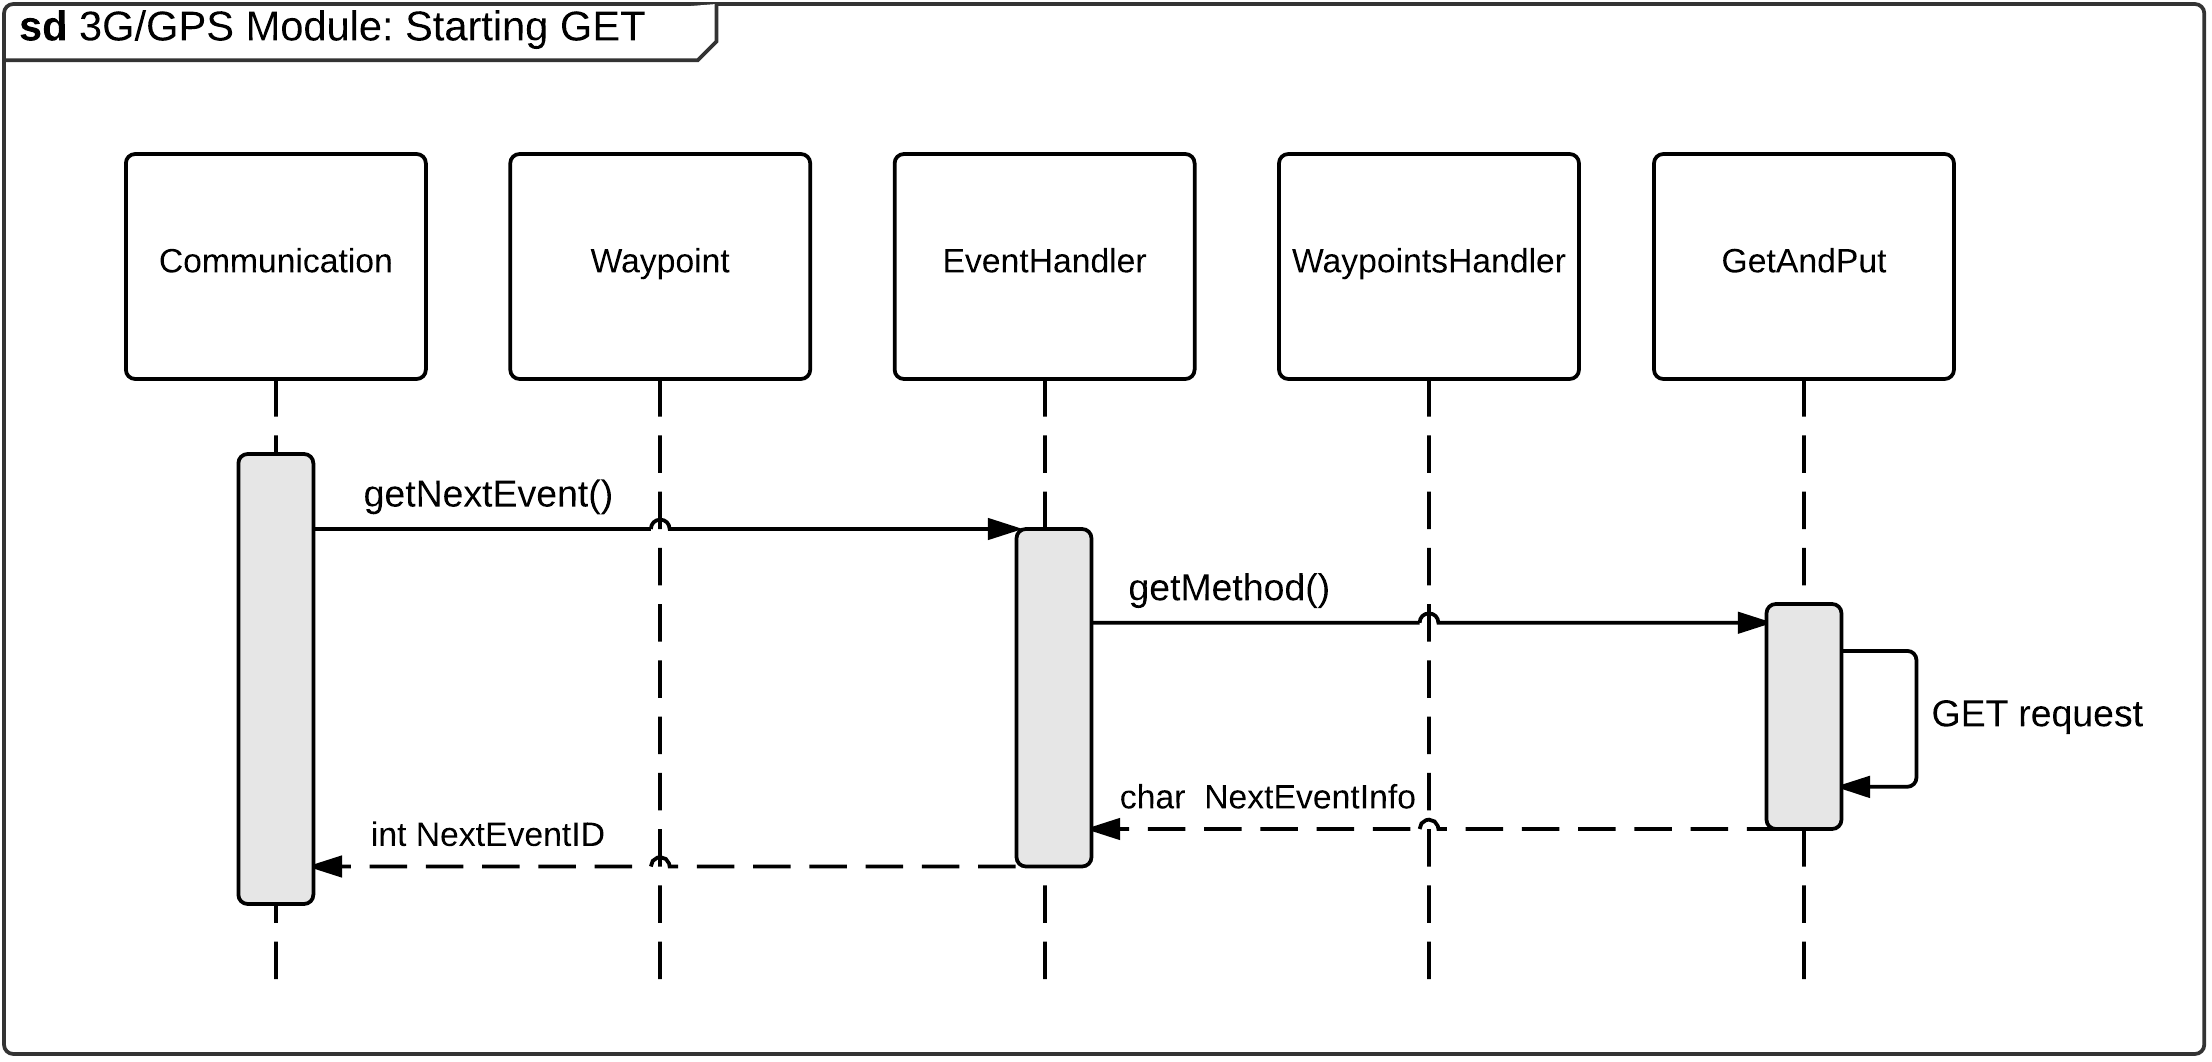 sd 3G/GPS Module: Starting GET
Communication
Waypoint
EventHandler
WaypointsHandler
GetAndPut
getNextEvent()
getMethod()
GET request
char  NextEventInfo
int NextEventID